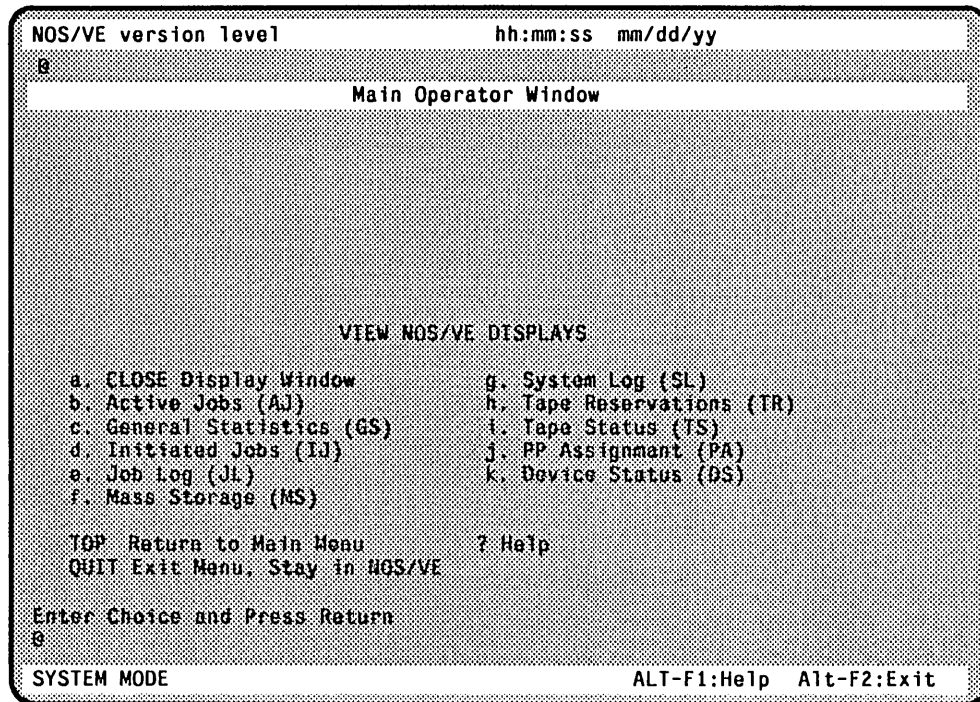 NOS/VE version level hh:mm:ss mm/dd/yy
@
Main Operator Window
VIEW NOS/VE DISPLAYS
a. CLOSE Display Window g. System Log (SL)
b. Active Jobs (AJ) h. Tape Reservations (TR)
c. General Statistics (GS) i. Tape Status (TS)
d. Initiated Jobs (IJ) j. PP Assignment (PA)
e. Job Log (JL) k. Device Status (DS)
f. Mass Storage (MS)
TOP Return to Main Menu ? Help
QUIT Exit Menu, Stay in NOS/VE
Enter Choice and Press Return
@
SYSTEM MODE ALT-F1:Help Alt-F2:Exit